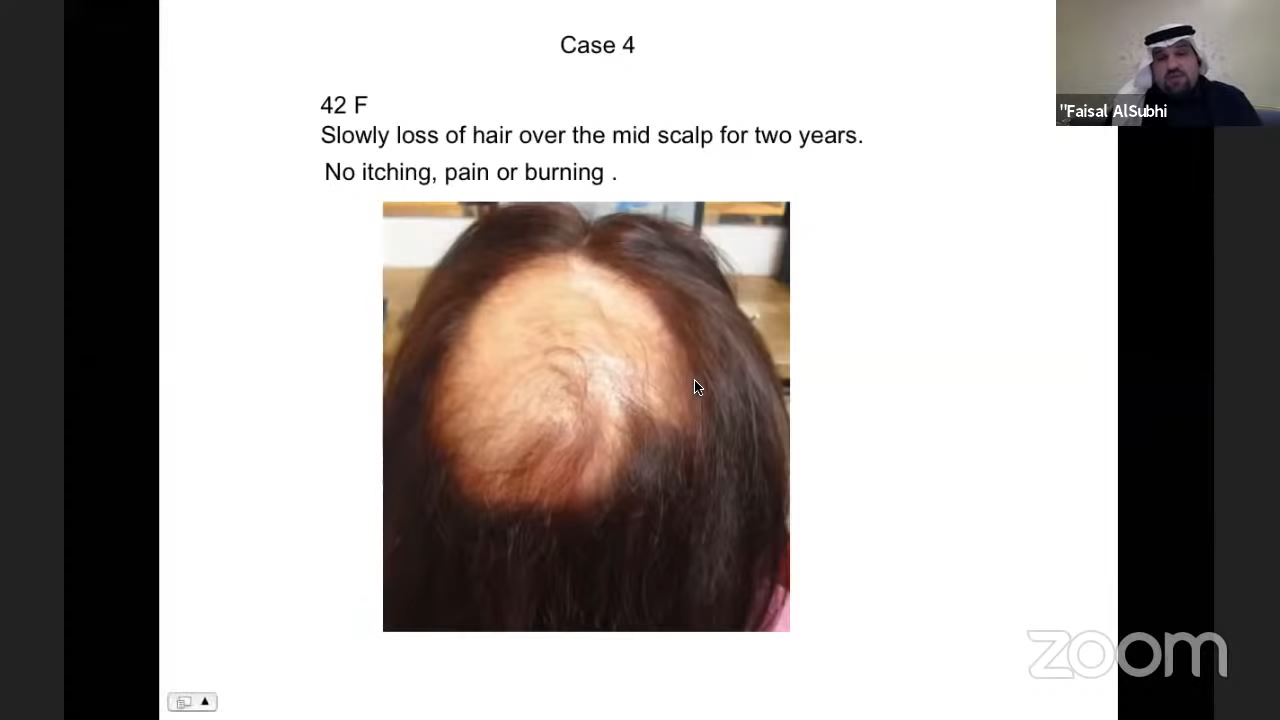 Case 4
"Faisal AlSubhi
42 F
Slowly loss of hair over the mid scalp for two years.
No itching, pain or burning .
zoom